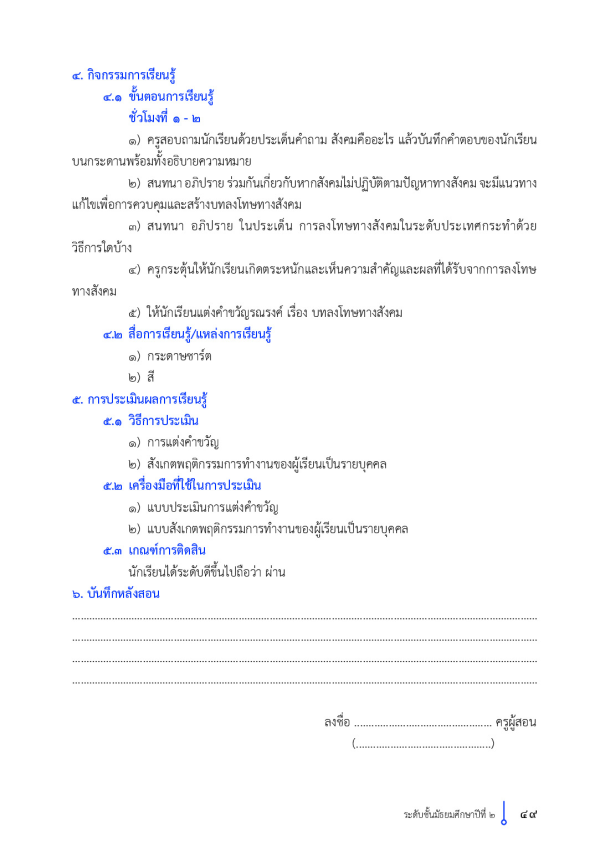 ๔. กิจกรรมการเรียนรู้
๔.๑ ขั้นตอนการเรียนรู้
ชั่วโมงที่ ๑ - ๒
๑) ครูสอบถามนักเรียนด้วยประเด็นคำถาม สังคมคืออะไร แล้วบันทึกคำตอบของนักเรียน
บนกระดานพร้อมทั้งอธิบายความหมาย
๒) สนทนา อภิปราย ร่วมกันเกี่ยวกับหากสังคมไม่ปฏิบัติตามปัญหาทางสังคม จะมีแนวทาง
แก้ไขเพื่อการควบคุมและสร้างบทลงโทษทางสังคม
๓) สนทนา อภิปราย ในประเด็น การลงโทษทางสังคมในระดับประเทศกระทำด้วย
วิธีการใดบ้าง
๔) ครูกระตุ้นให้นักเรียนเกิดตระหนักและเห็นความสำคัญและผลที่ได้รับจากการลงโทษ
ทางสังคม
๕) ให้นักเรียนแต่งคำขวัญรณรงค์ เรื่อง บทลงโทษทางสังคม
๔.๒ สื่อการเรียนรู้/แหล่งการเรียนรู้
๑) กระดาษชาร์ต
๒) สี
๕. การประเมินผลการเรียนรู้
๕.๑ วิธีการประเมิน
๑) การแต่งคำขวัญ
๒) สังเกตพฤติกรรมการทำงานของผู้เรียนเป็นรายบุคคล
๕.๒ เครื่องมือที่ใช้ในการประเมิน
๑) แบบประเมินการแต่งคำขวัญ
๒) แบบสังเกตพฤติกรรมการทำงานของผู้เรียนเป็นรายบุคคล
๕.๓ เกณฑ์การติดสิน
นักเรียนได้ระดับดีขึ้นไปถือว่า ผ่าน
๖. บันทึกหลังสอน
................................................................................
................................................................................
................................................................................
................................................................................
ลงชื่อ ................................................ ครูผู้สอน
(...............................................)
ระดับชั้นมัธยมศึกษาปีที่ ๒ ๔๙